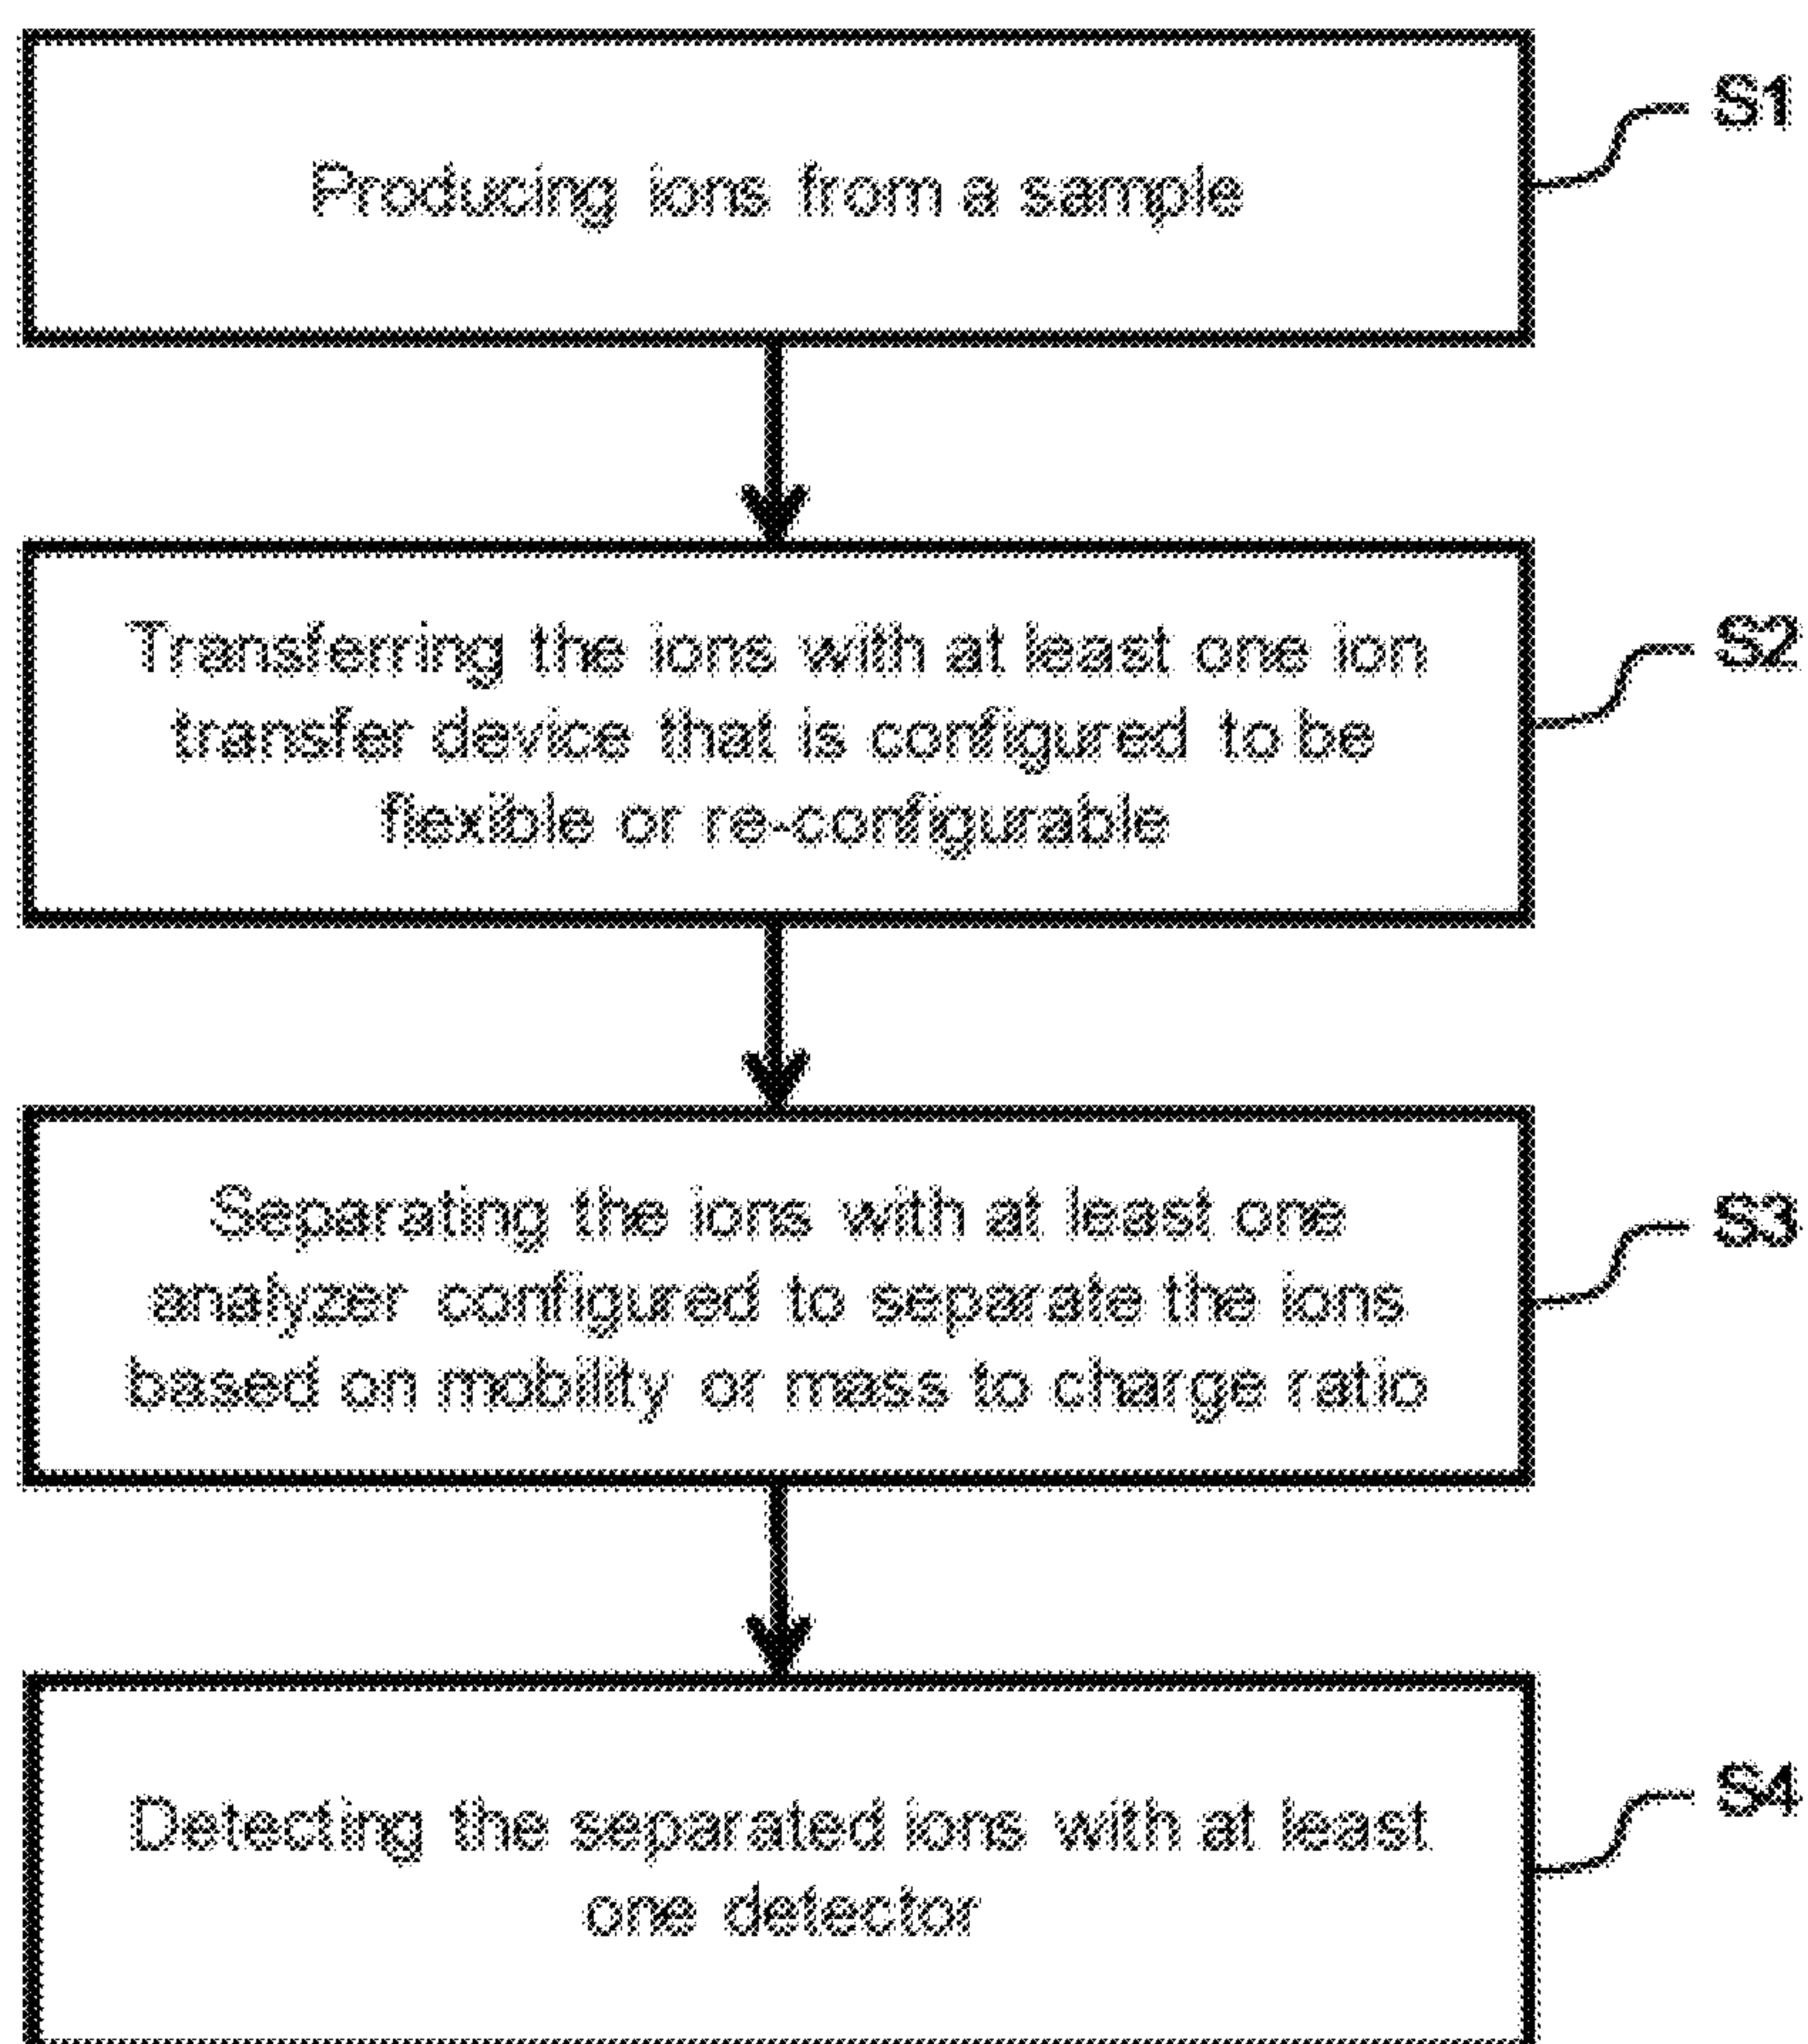 Producing ions from a sample
S1
Transferring the ions with at least one ion
transfer device that is configured to be
flexible or re-configurable
S2
Separating the ions with at least one
analyzer configured to separate the ions
based on mobility or mass to charge ratio
S3
Detecting the separated ions with at least
one detector
S4